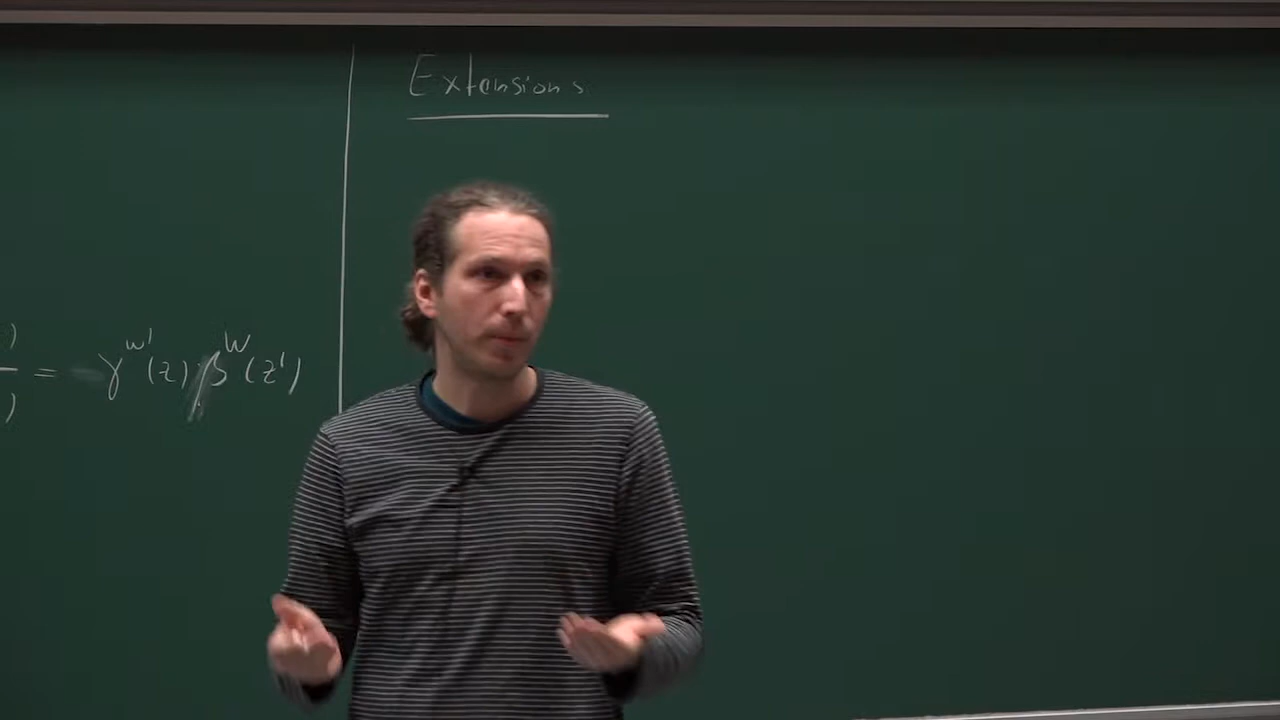 Extensions
)
— = γ^{w'}(z) β^{w}(z')
)